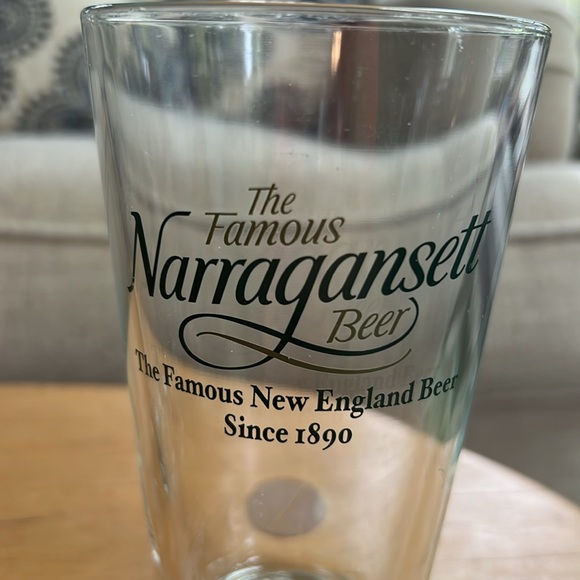 The
Famous
Narragansett
Beer
The Famous New England Beer
Since 1890